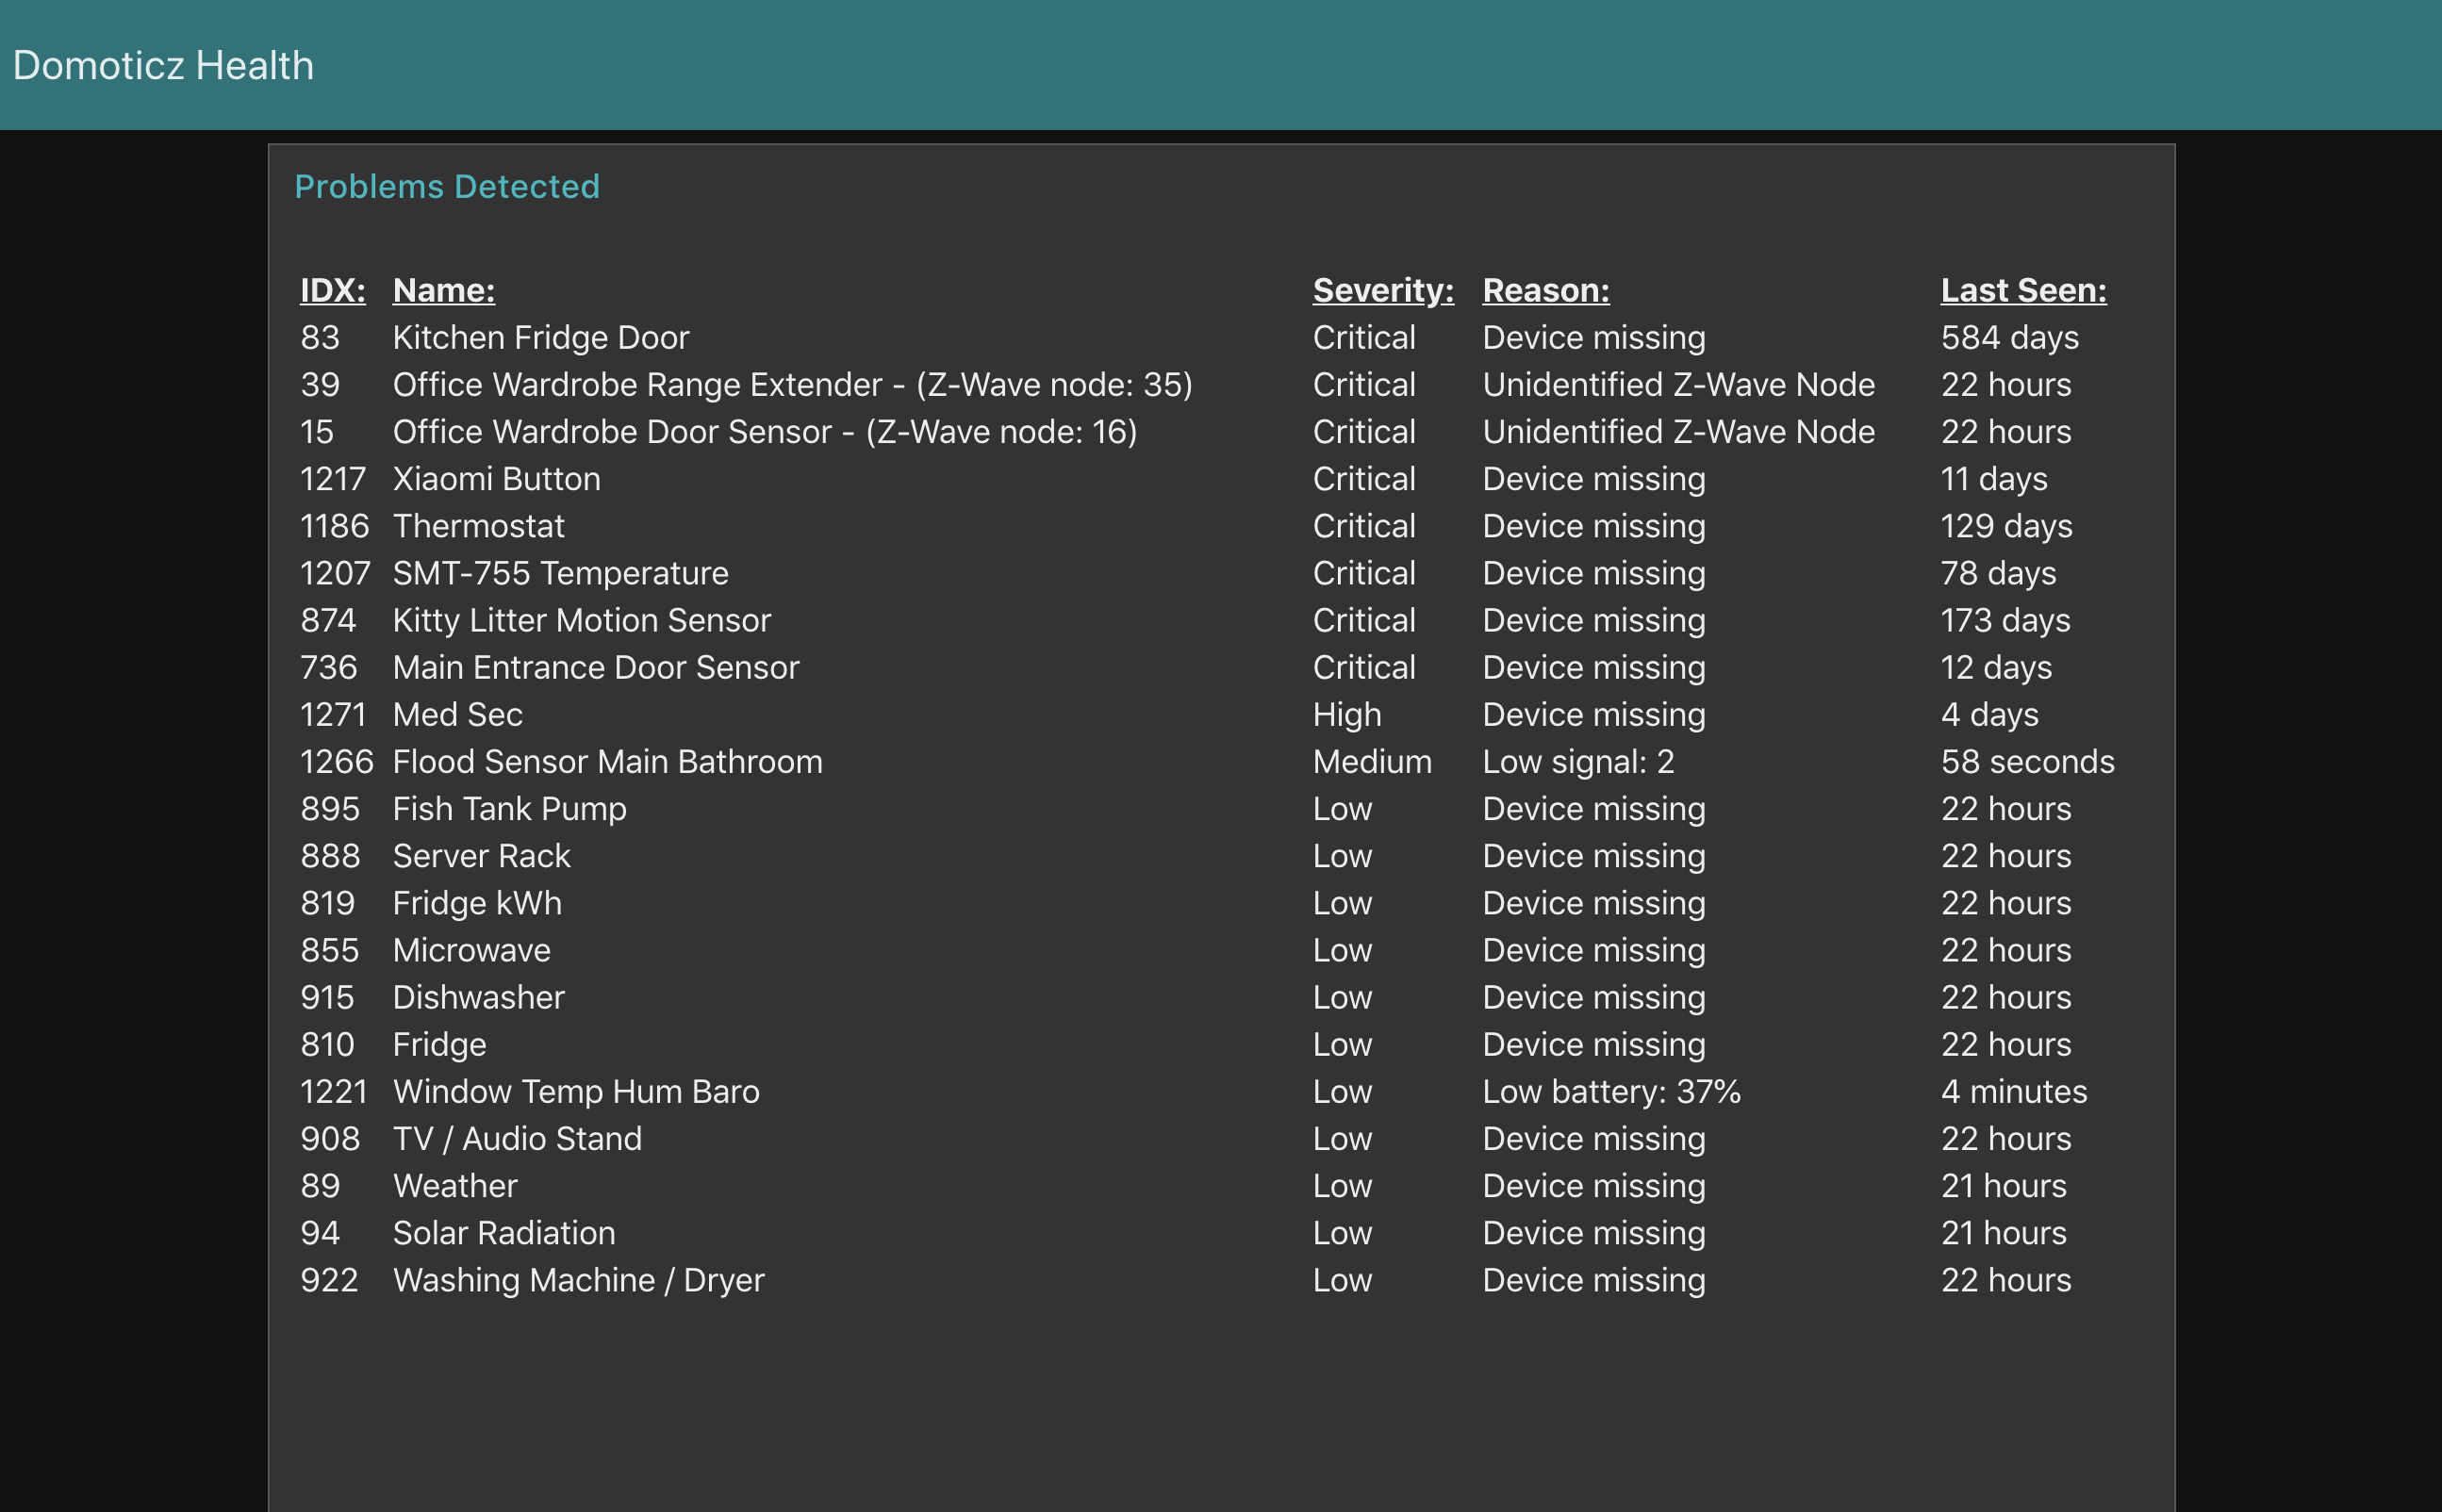 Domoticz Health
Problems Detected
IDX: Name: Severity: Reason: Last Seen:
83 Kitchen Fridge Door Critical Device missing 584 days
39 Office Wardrobe Range Extender - (Z-Wave node: 35) Critical Unidentified Z-Wave Node 22 hours
15 Office Wardrobe Door Sensor - (Z-Wave node: 16) Critical Unidentified Z-Wave Node 22 hours
1217 Xiaomi Button Critical Device missing 11 days
1186 Thermostat Critical Device missing 129 days
1207 SMT-755 Temperature Critical Device missing 78 days
874 Kitty Litter Motion Sensor Critical Device missing 173 days
736 Main Entrance Door Sensor Critical Device missing 12 days
1271 Med Sec High Device missing 4 days
1266 Flood Sensor Main Bathroom Medium Low signal: 2 58 seconds
895 Fish Tank Pump Low Device missing 22 hours
888 Server Rack Low Device missing 22 hours
819 Fridge kWh Low Device missing 22 hours
855 Microwave Low Device missing 22 hours
915 Dishwasher Low Device missing 22 hours
810 Fridge Low Device missing 22 hours
1221 Window Temp Hum Baro Low Low battery: 37% 4 minutes
908 TV / Audio Stand Low Device missing 22 hours
89 Weather Low Device missing 21 hours
94 Solar Radiation Low Device missing 21 hours
922 Washing Machine / Dryer Low Device missing 22 hours